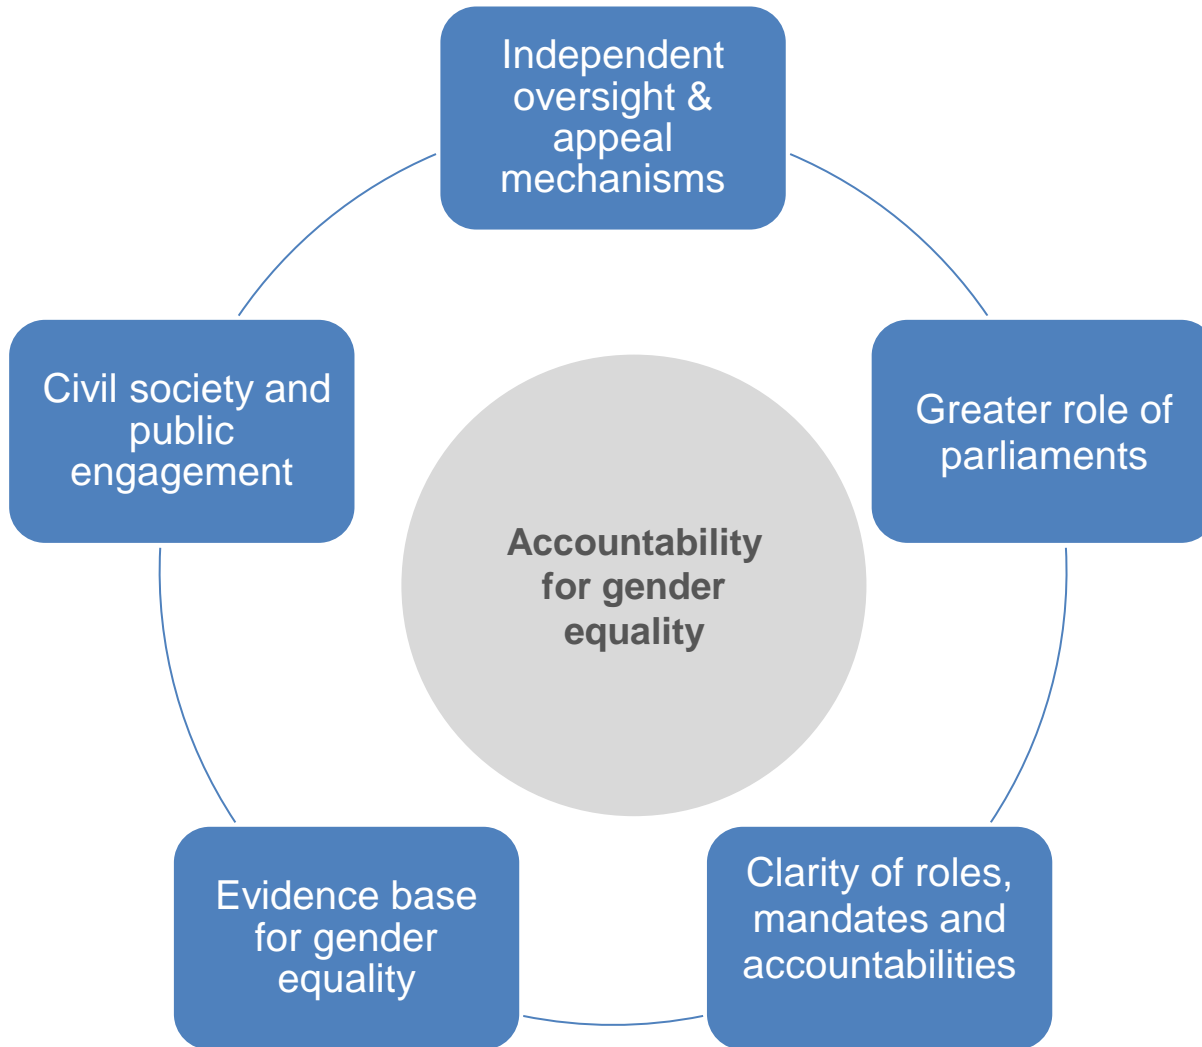 Independent
oversight &
appeal
mechanisms
Civil society and
public
engagement
Greater role of
parliaments
Accountability
for gender
equality
Evidence base
for gender
equality
Clarity of roles,
mandates and
accountabilities